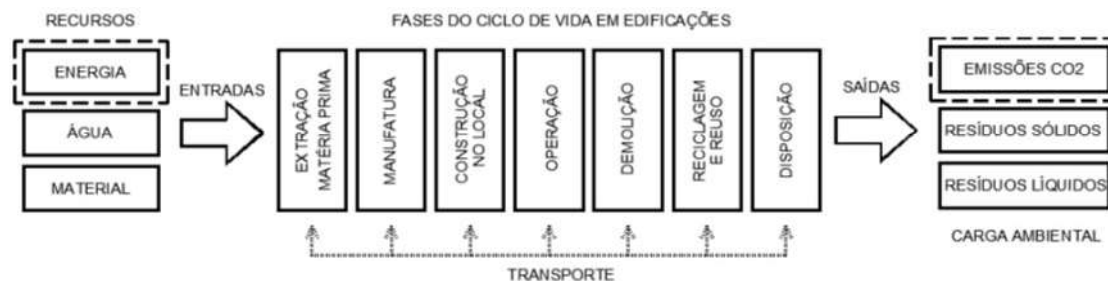 RECURSOS
ENERGIA
ÁGUA
MATERIAL
ENTRADAS
FASES DO CICLO DE VIDA EM EDIFICAÇÕES
EXTRAÇÃO
MATÉRIA PRIMA
MANUFATURA
CONSTRUÇÃO
NO LOCAL
OPERAÇÃO
DEMOLIÇÃO
RECICLAGEM
E REUSO
DISPOSIÇÃO
TRANSPORTE
SAÍDAS
EMISSÕES CO2
RESÍDUOS SÓLIDOS
RESÍDUOS LÍQUIDOS
CARGA AMBIENTAL